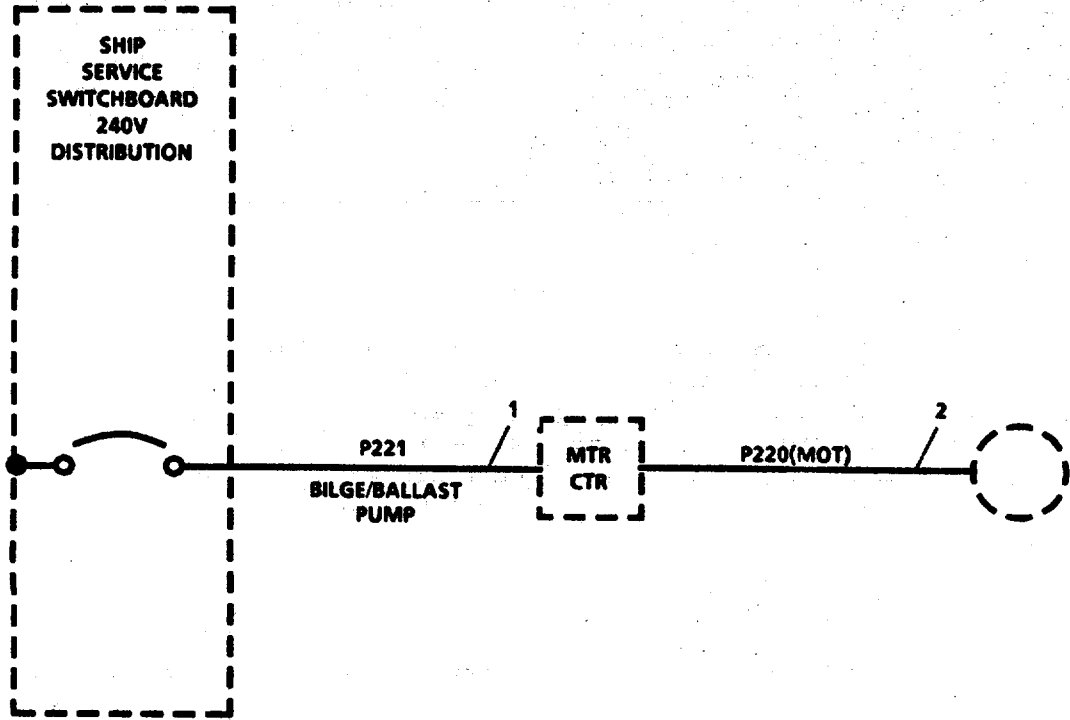 SHIP
SERVICE
SWITCHBOARD
240V
DISTRIBUTION
1
2
P221
MTR
CTR
P220(MOT)
BILGE/BALLAST
PUMP